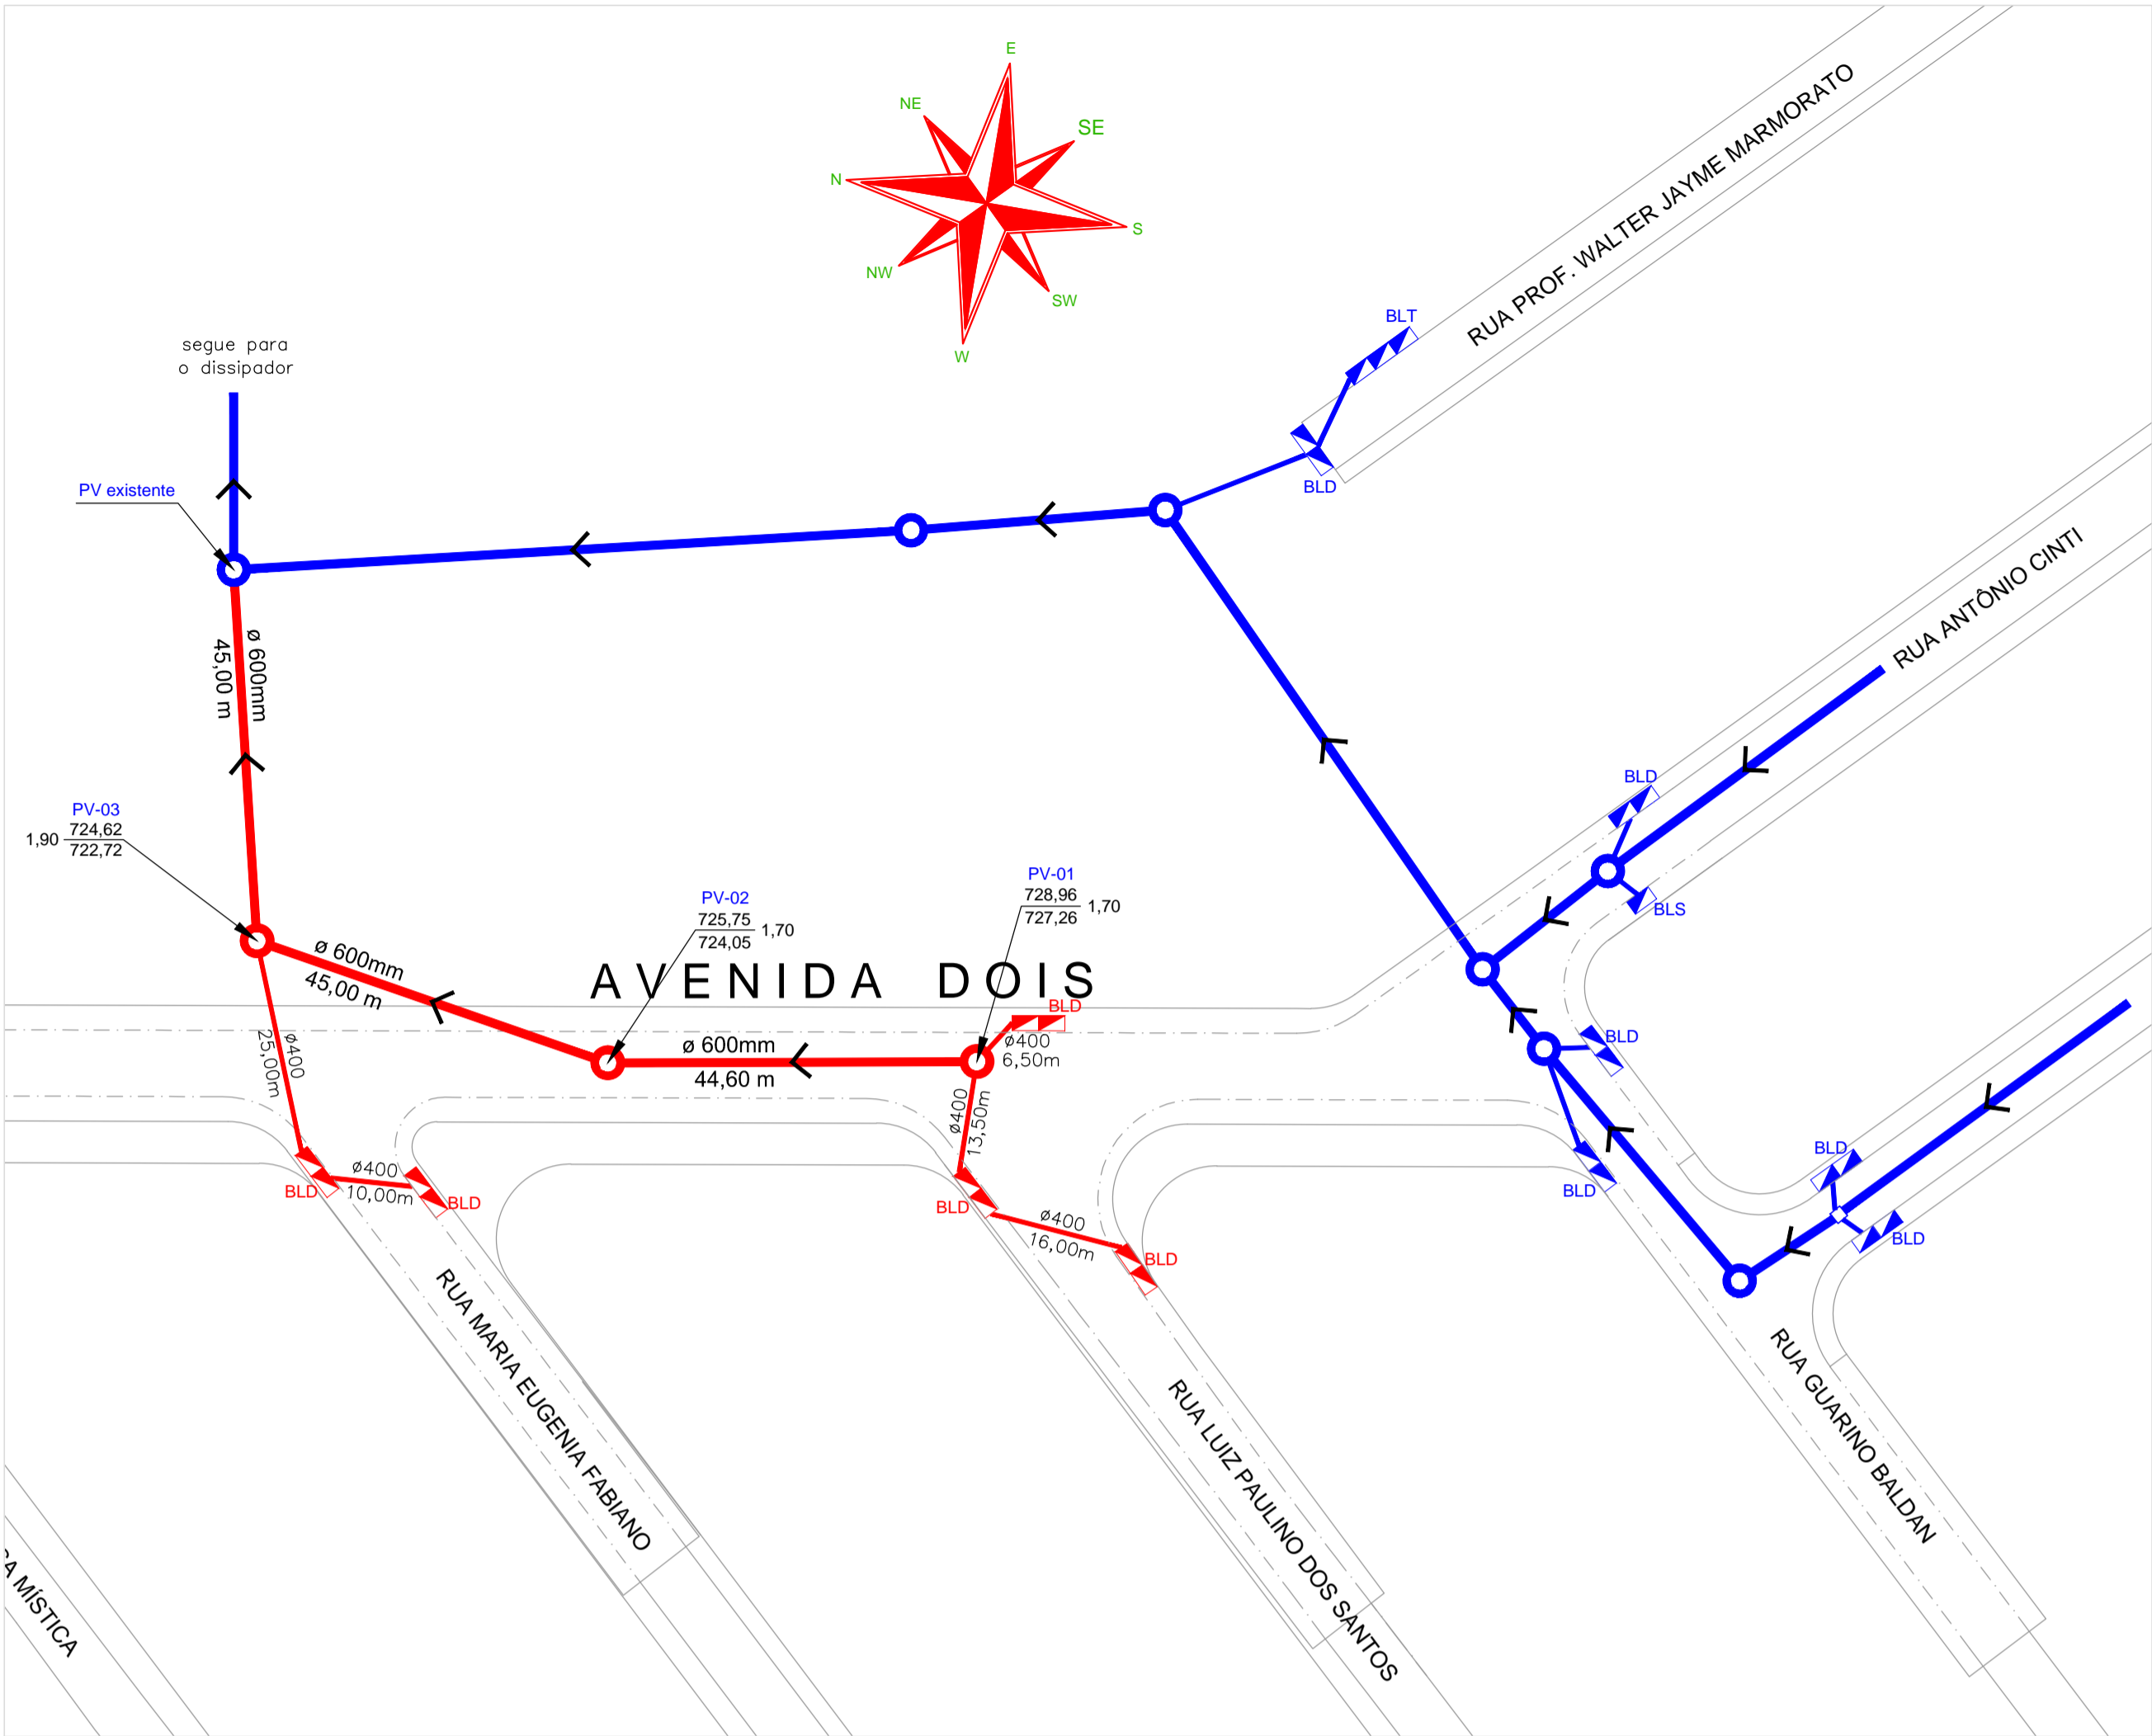 E
NE
SE
N
S
NW
SW
W
RUA PROF. WALTER JAYME MARMORATO
BLT
BLD
segue para
o dissipador
PV existente
RUA ANTÔNIO CINTI
ø 600mm
45,00 m
BLD
BLS
PV-03
724,62
1,90
722,72
PV-02
725,75
1,70
724,05
PV-01
728,96
1,70
727,26
ø 600mm
45,00 m
AVENIDA DOIS
BLD
ø400
6,50m
ø 600mm
44,60 m
ø400
25,00m
ø400
13,50m
BLD
BLD
BLD
BLD
ø400
10,00m
BLD
BLD
BLD
ø400
16,00m
BLD
BLD
RUA MARIA EUGENIA FABIANO
RUA LUIZ PAULINO DOS SANTOS
RUA GUARINO BALDAN
MÍSTICA